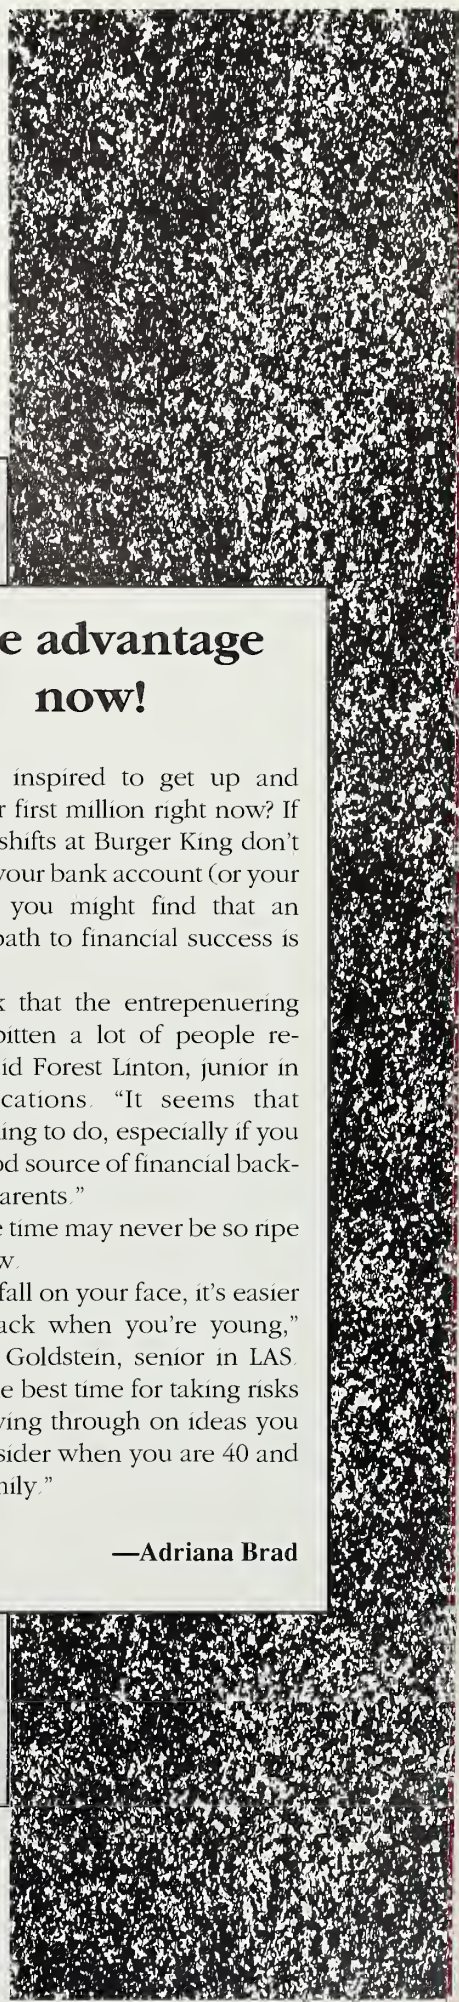 e advantage
now!
inspired to get up and
r first million right now? If
shifts at Burger King don't
your bank account (or your
you might find that an
path to financial success is
k that the entrepenuering
bitten a lot of people re-
id Forest Linton, junior in
cations. "It seems that
ing to do, especially if you
od source of financial back-
arents."
e time may never be so ripe
w.
fall on your face, it's easier
ack when you're young,"
Goldstein, senior in LAS.
e best time for taking risks
ving through on ideas you
sider when you are 40 and
mily."
—Adriana Brad